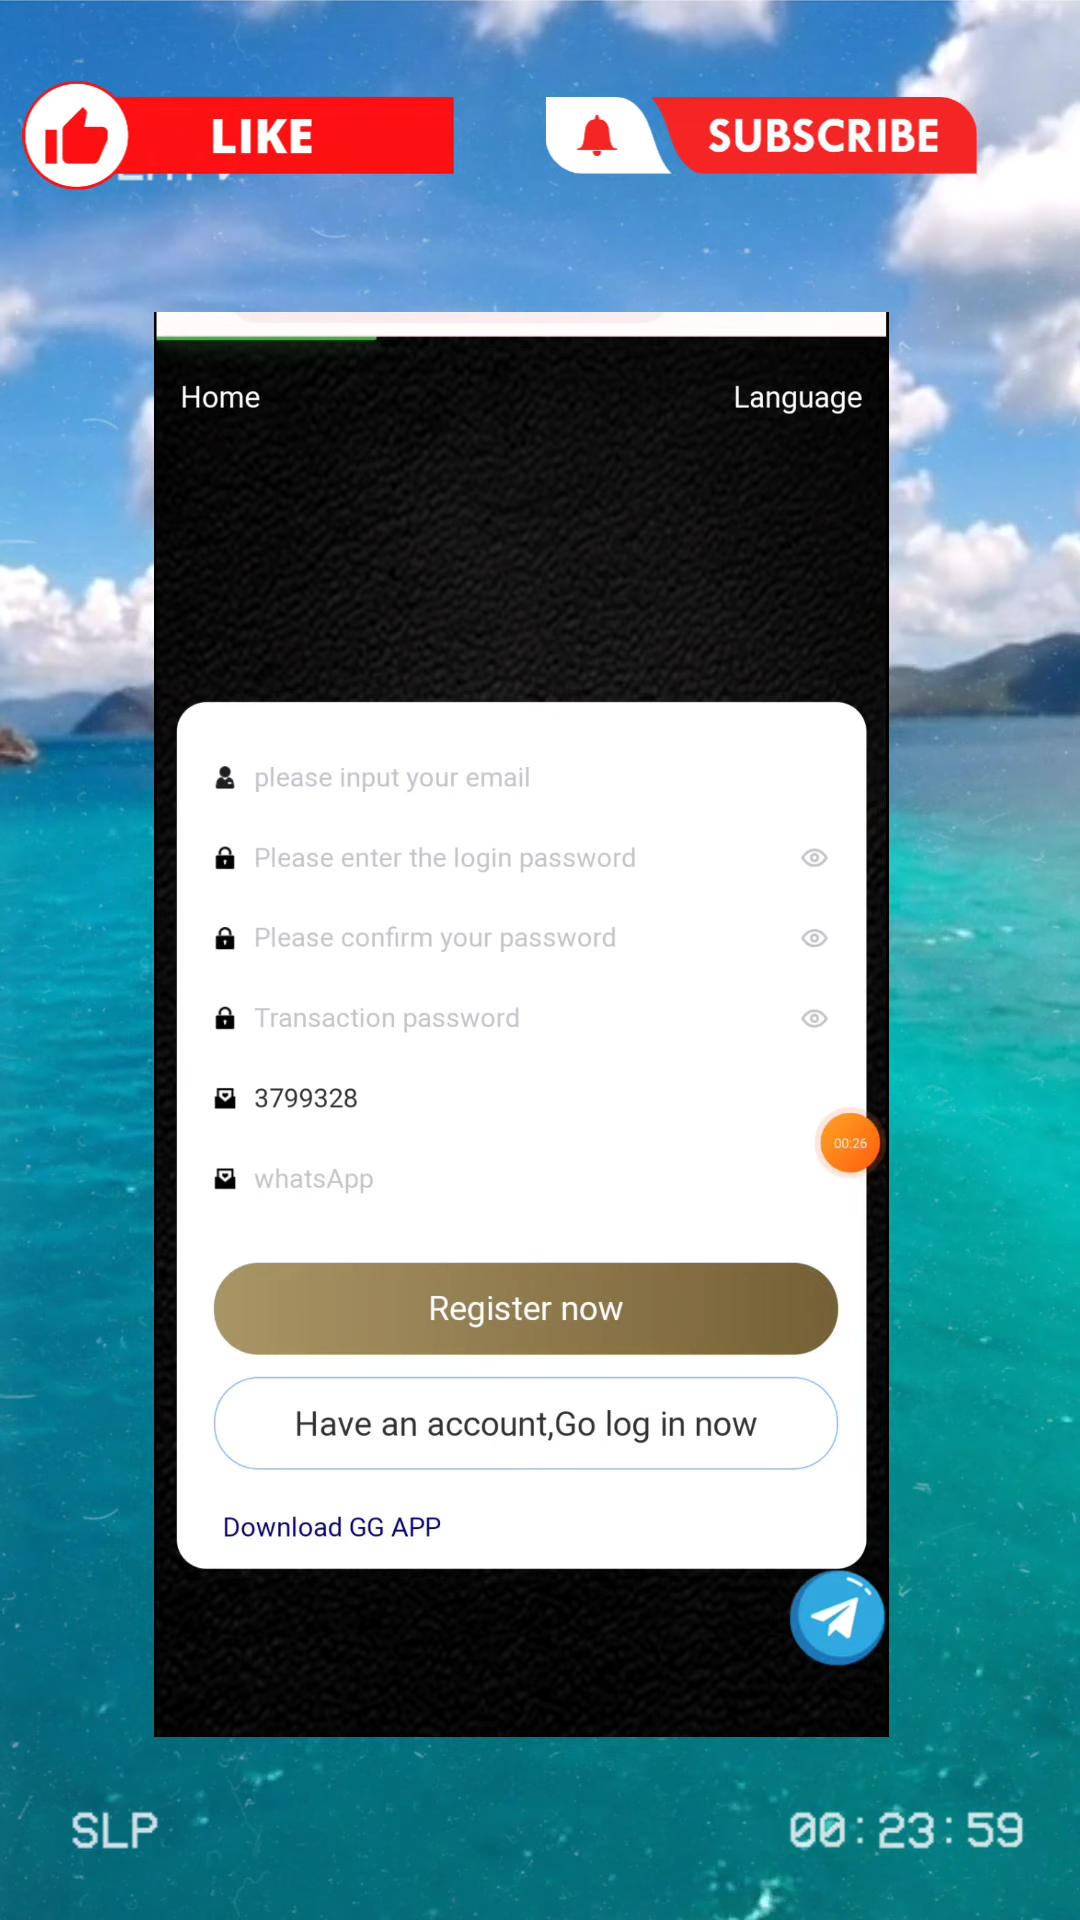 LIKE
SUBSCRIBE
Home
Language
please input your email
Please enter the login password
Please confirm your password
Transaction password
3799328
00:26
whatsApp
Register now
Have an account,Go log in now
Download GG APP
SLP
00:23:59